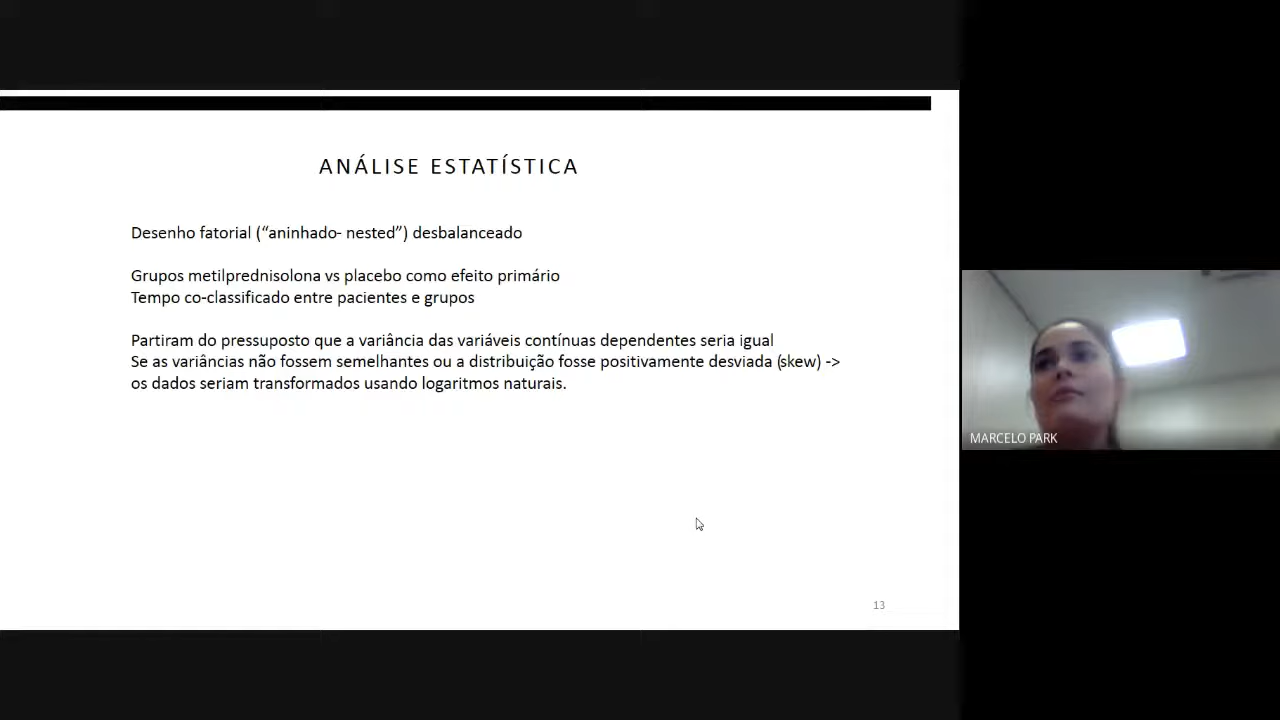 ANÁLISE ESTATÍSTICA
Desenho fatorial (“aninhado- nested”) desbalanceado
Grupos metilprednisolona vs placebo como efeito primário
Tempo co-classificado entre pacientes e grupos
Partiram do pressuposto que a variância das variáveis contínuas dependentes seria igual
Se as variâncias não fossem semelhantes ou a distribuição fosse positivamente desviada (skew) ->
os dados seriam transformados usando logaritmos naturais.
MARCELO PARK
13